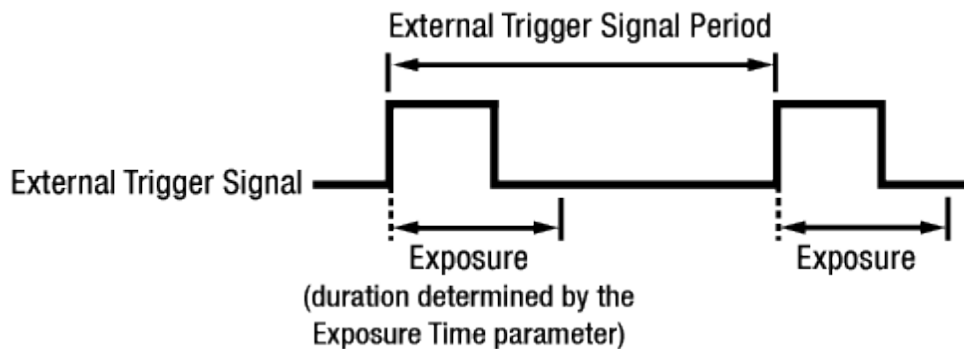 External Trigger Signal Period
External Trigger Signal
Exposure
(duration determined by the
Exposure Time parameter)
Exposure